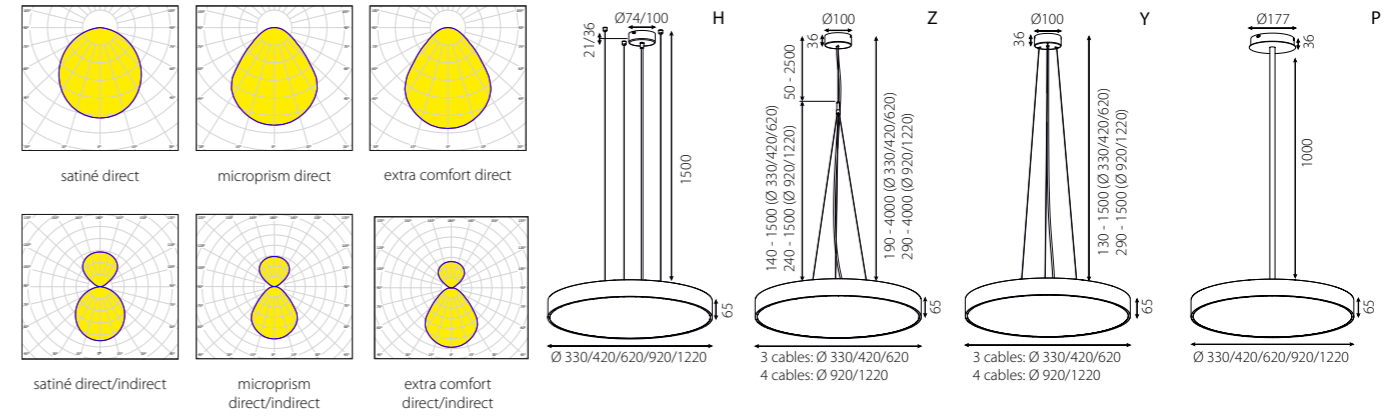 satiné direct
microprism direct
extra comfort direct
satiné direct/indirect
microprism
direct/indirect
extra comfort
direct/indirect
Ø74/100
H
21/36
1500
65
Ø 330/420/620/920/1220
Ø100
Z
36
50 - 2500
140 - 1500 (Ø 330/420/620)
240 - 1500 (Ø 920/1220)
190 - 4000 (Ø 330/420/620)
290 - 4000 (Ø 920/1220)
65
3 cables: Ø 330/420/620
4 cables: Ø 920/1220
Ø100
Y
36
130 - 1500 (Ø 330/420/620)
290 - 1500 (Ø 920/1220)
65
3 cables: Ø 330/420/620
4 cables: Ø 920/1220
Ø177
P
36
1000
65
Ø 330/420/620/920/1220